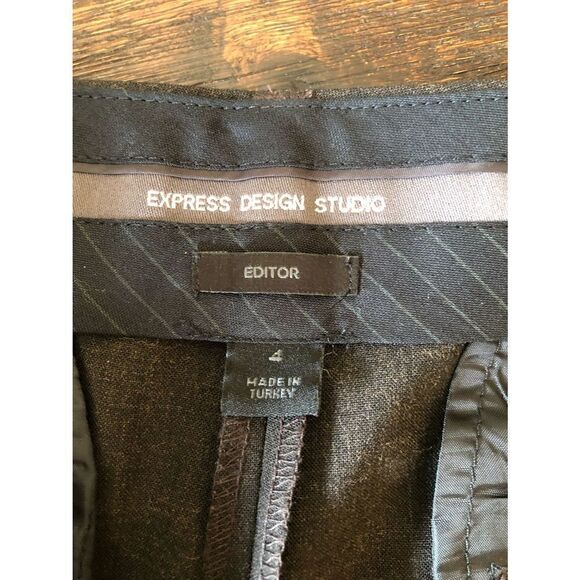 EXPRESS DESIGN STUDIO
EDITOR
4
MADE IN
TURKEY